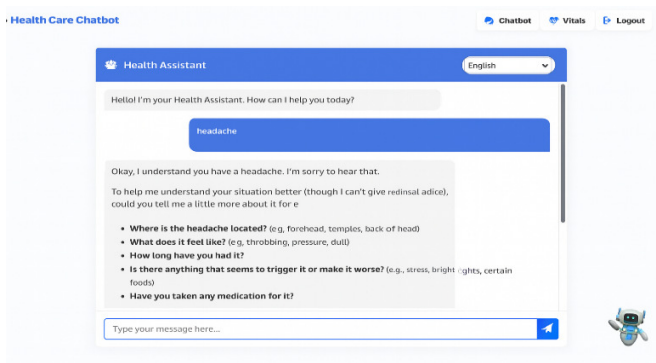 Health Care Chatbot
Chatbot
Vitals
Logout
Health Assistant
English
Hello! I'm your Health Assistant. How can I help you today?
headache
Okay, I understand you have a headache. I'm sorry to hear that.
To help me understand your situation better (though I can't give redinsal adice),
could you tell me a little more about it for e
• Where is the headache located? (eg, forehead, temples, back of head)
• What does it feel like? (eg, throbbing, pressure, dull)
• How long have you had it?
• Is there anything that seems to trigger it or make it worse? (e.g., stress, bright ghts, certain
foods)
• Have you taken any medication for it?
Type your message here...